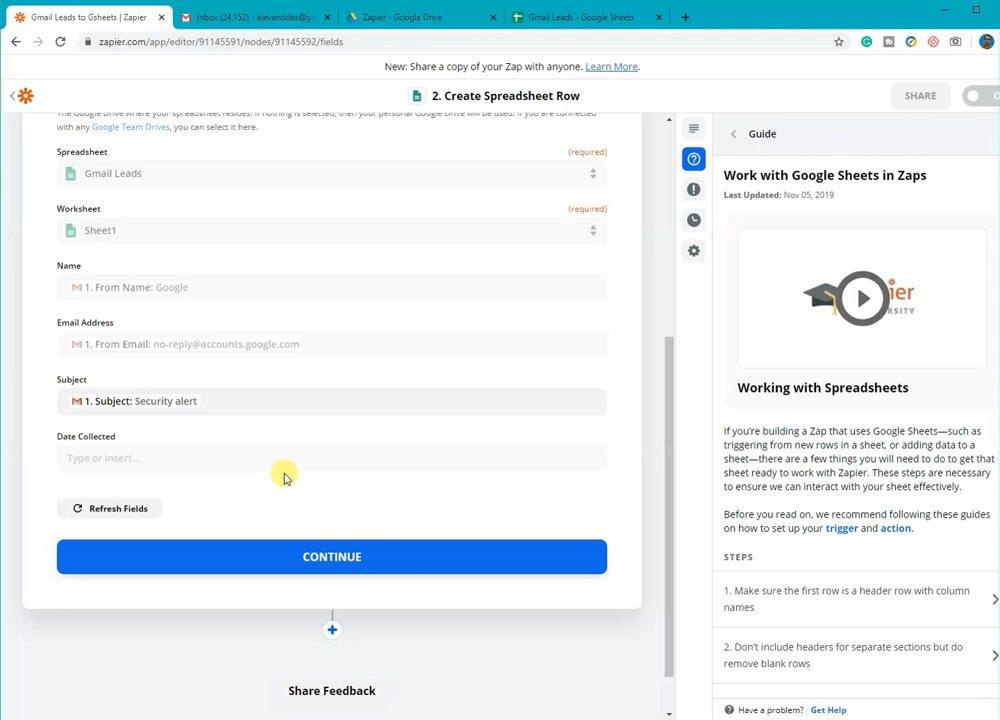 Gmail Leads to Gsheets | Zapier
Inbox (24,152) - eleventides@gm
Zapier - Google Drive
Gmail Leads - Google Sheets
zapier.com/app/editor/91145591/nodes/91145592/fields
New: Share a copy of your Zap with anyone. Learn More.
2. Create Spreadsheet Row
SHARE
The Google Drive where your spreadsheet resides. If nothing is selected, then your personal Google Drive will be used. If you are connected
with any Google Team Drives, you can select it here.
Spreadsheet (required)
Gmail Leads
Worksheet (required)
Sheet1
Name
1. From Name: Google
Email Address
1. From Email: no-reply@accounts.google.com
Subject
1. Subject: Security alert
Date Collected
Type or insert...
Refresh Fields
CONTINUE
Share Feedback
Guide
Work with Google Sheets in Zaps
Last Updated: Nov 05, 2019
Working with Spreadsheets
If you're building a Zap that uses Google Sheets—such as
triggering from new rows in a sheet, or adding data to a
sheet—there are a few things you will need to do to get that
sheet ready to work with Zapier. These steps are necessary
to ensure we can interact with your sheet effectively.
Before you read on, we recommend following these guides
on how to set up your trigger and action.
STEPS
1. Make sure the first row is a header row with column
names
2. Don't include headers for separate sections but do
remove blank rows
Have a problem? Get Help